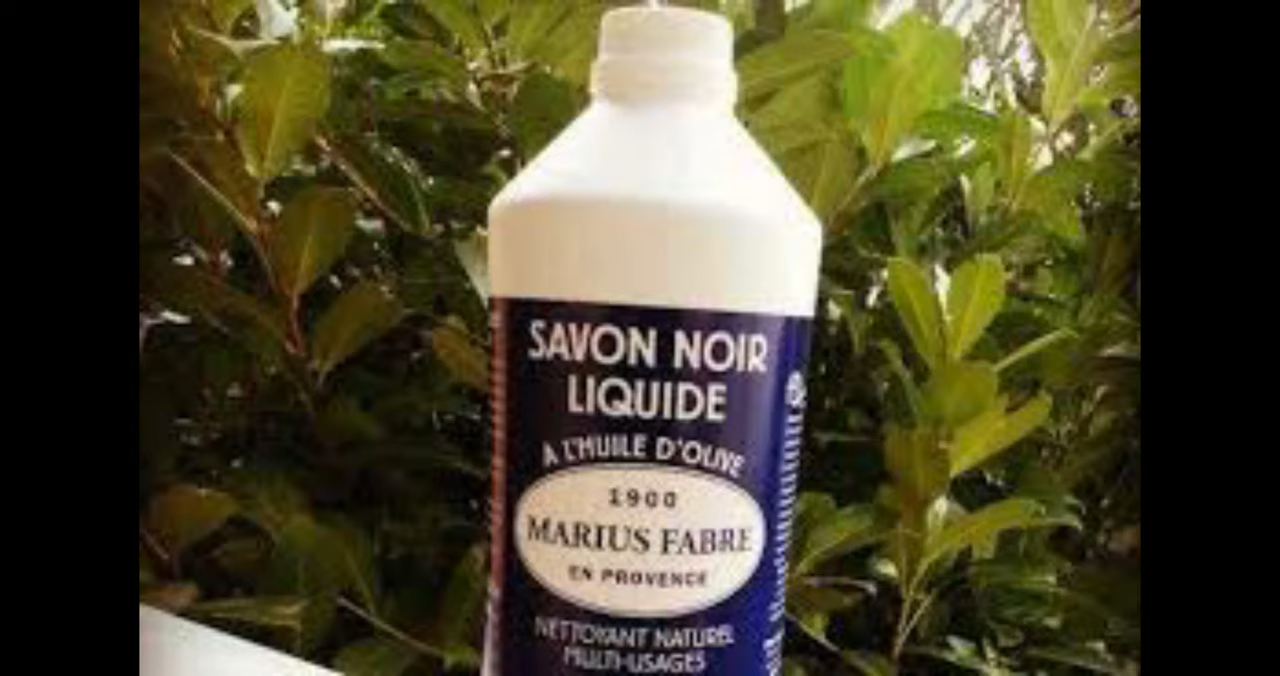 SAVON NOIR
LIQUIDE
A L'HUILE D'OLIVE
1900
MARIUS FABRE
EN PROVENCE
NETTOYANT NATUREL
MULTI-USAGES